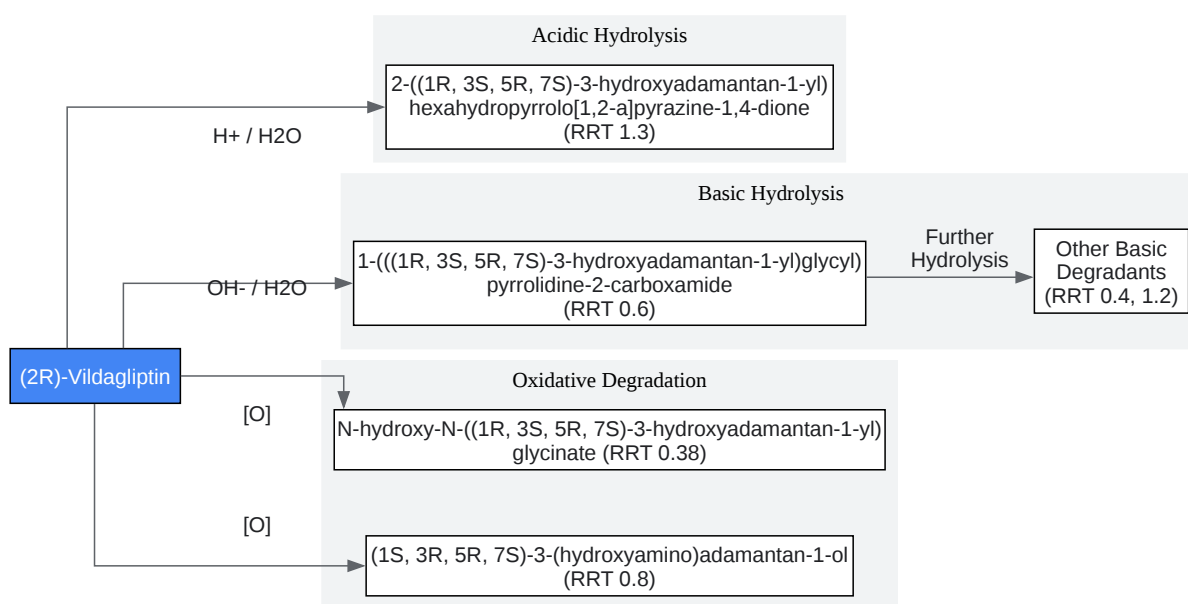 Acidic Hydrolysis
2-((1R, 3S, 5R, 7S)-3-hydroxyadamantan-1-yl)
hexahydropyrrolo[1,2-a]pyrazine-1,4-dione
(RRT 1.3)
H+ / H2O
Basic Hydrolysis
1-(((1R, 3S, 5R, 7S)-3-hydroxyadamantan-1-yl)glycyl)
pyrrolidine-2-carboxamide
(RRT 0.6)
Further
Hydrolysis
Other Basic
Degradants
(RRT 0.4, 1.2)
OH- / H2O
(2R)-Vildagliptin
Oxidative Degradation
[O]
N-hydroxy-N-((1R, 3S, 5R, 7S)-3-hydroxyadamantan-1-yl)
glycinate (RRT 0.38)
[O]
(1S, 3R, 5R, 7S)-3-(hydroxyamino)adamantan-1-ol
(RRT 0.8)